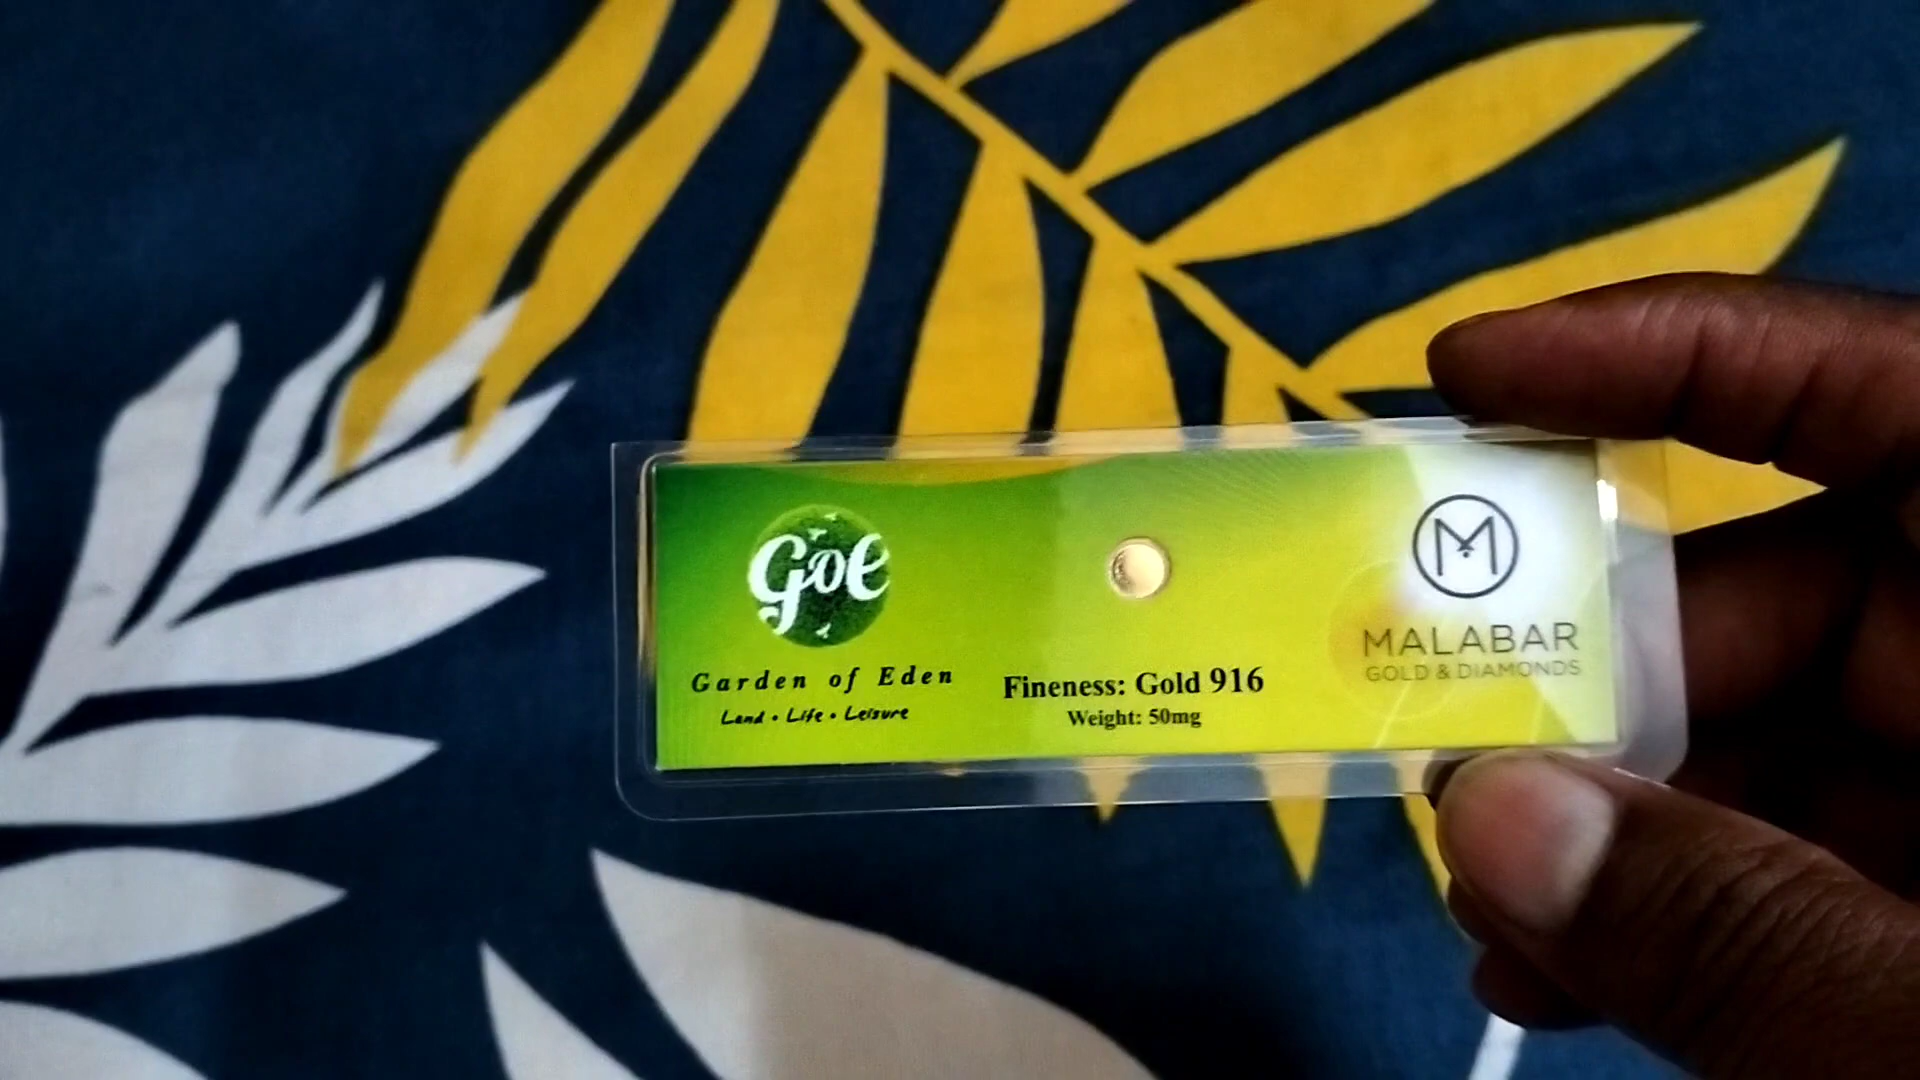 Goe
Garden of Eden
Land • Life • Leisure
Fineness: Gold 916
Weight: 50mg
M
MALABAR
GOLD & DIAMONDS